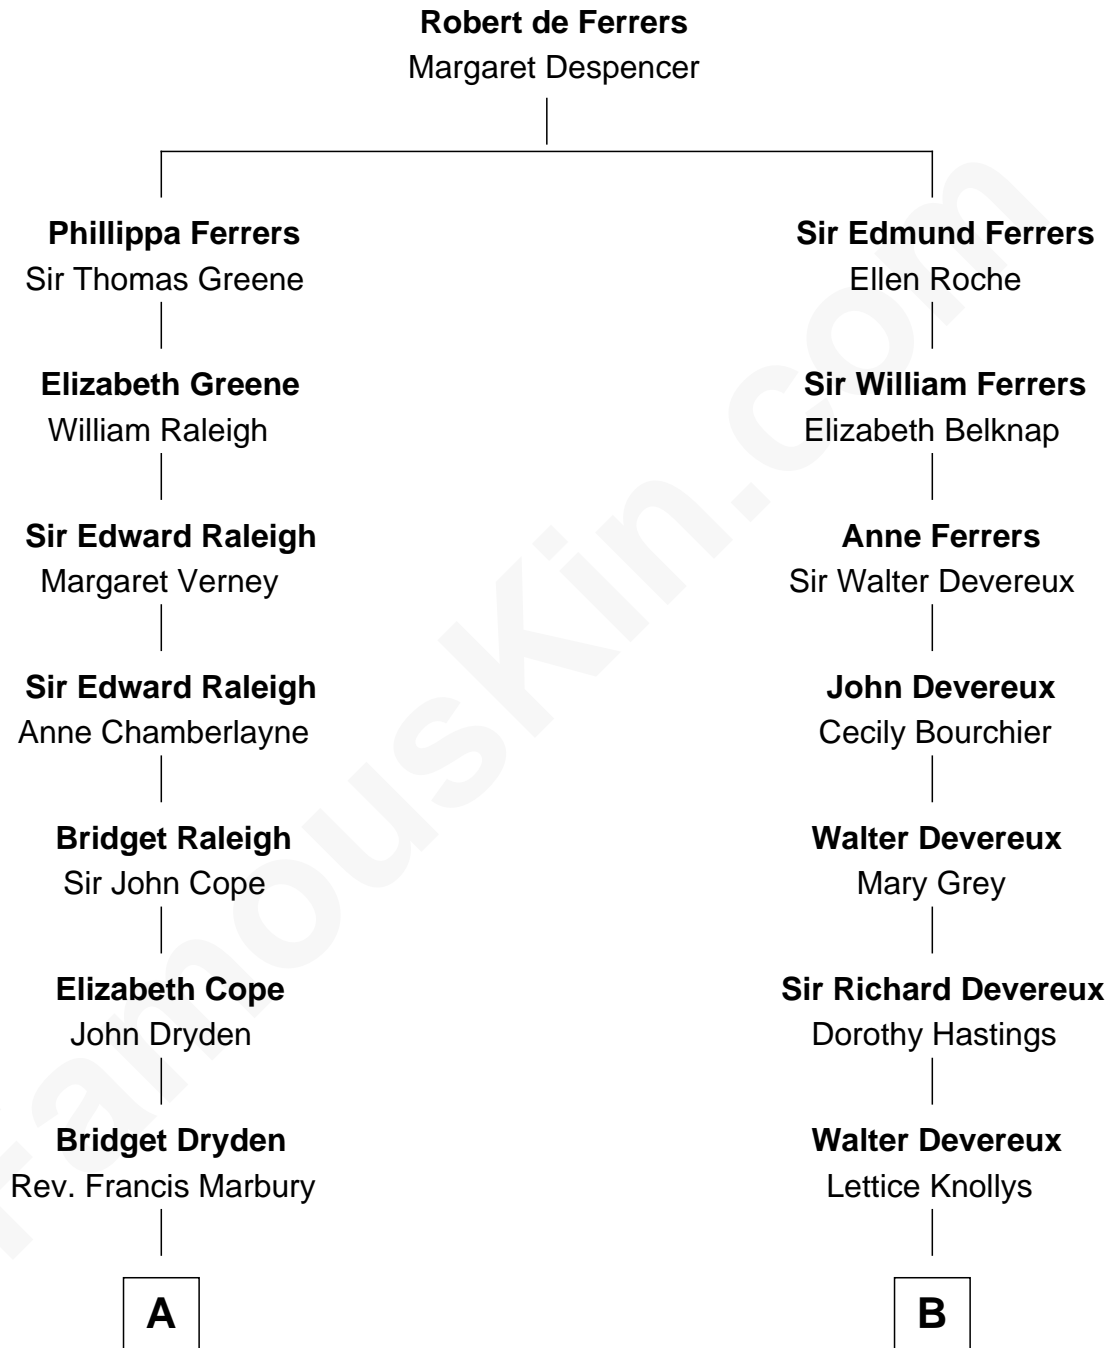 Robert de Ferrers
Margaret Despencer
Phillippa Ferrers
Sir Thomas Greene
Sir Edmund Ferrers
Ellen Roche
Elizabeth Greene
William Raleigh
Sir William Ferrers
Elizabeth Belknap
Sir Edward Raleigh
Margaret Verney
Anne Ferrers
Sir Walter Devereux
Sir Edward Raleigh
Anne Chamberlayne
John Devereux
Cecily Bourchier
Bridget Raleigh
Sir John Cope
Walter Devereux
Mary Grey
Elizabeth Cope
John Dryden
Sir Richard Devereux
Dorothy Hastings
Bridget Dryden
Rev. Francis Marbury
Walter Devereux
Lettice Knollys
A
B
FamousKin.com